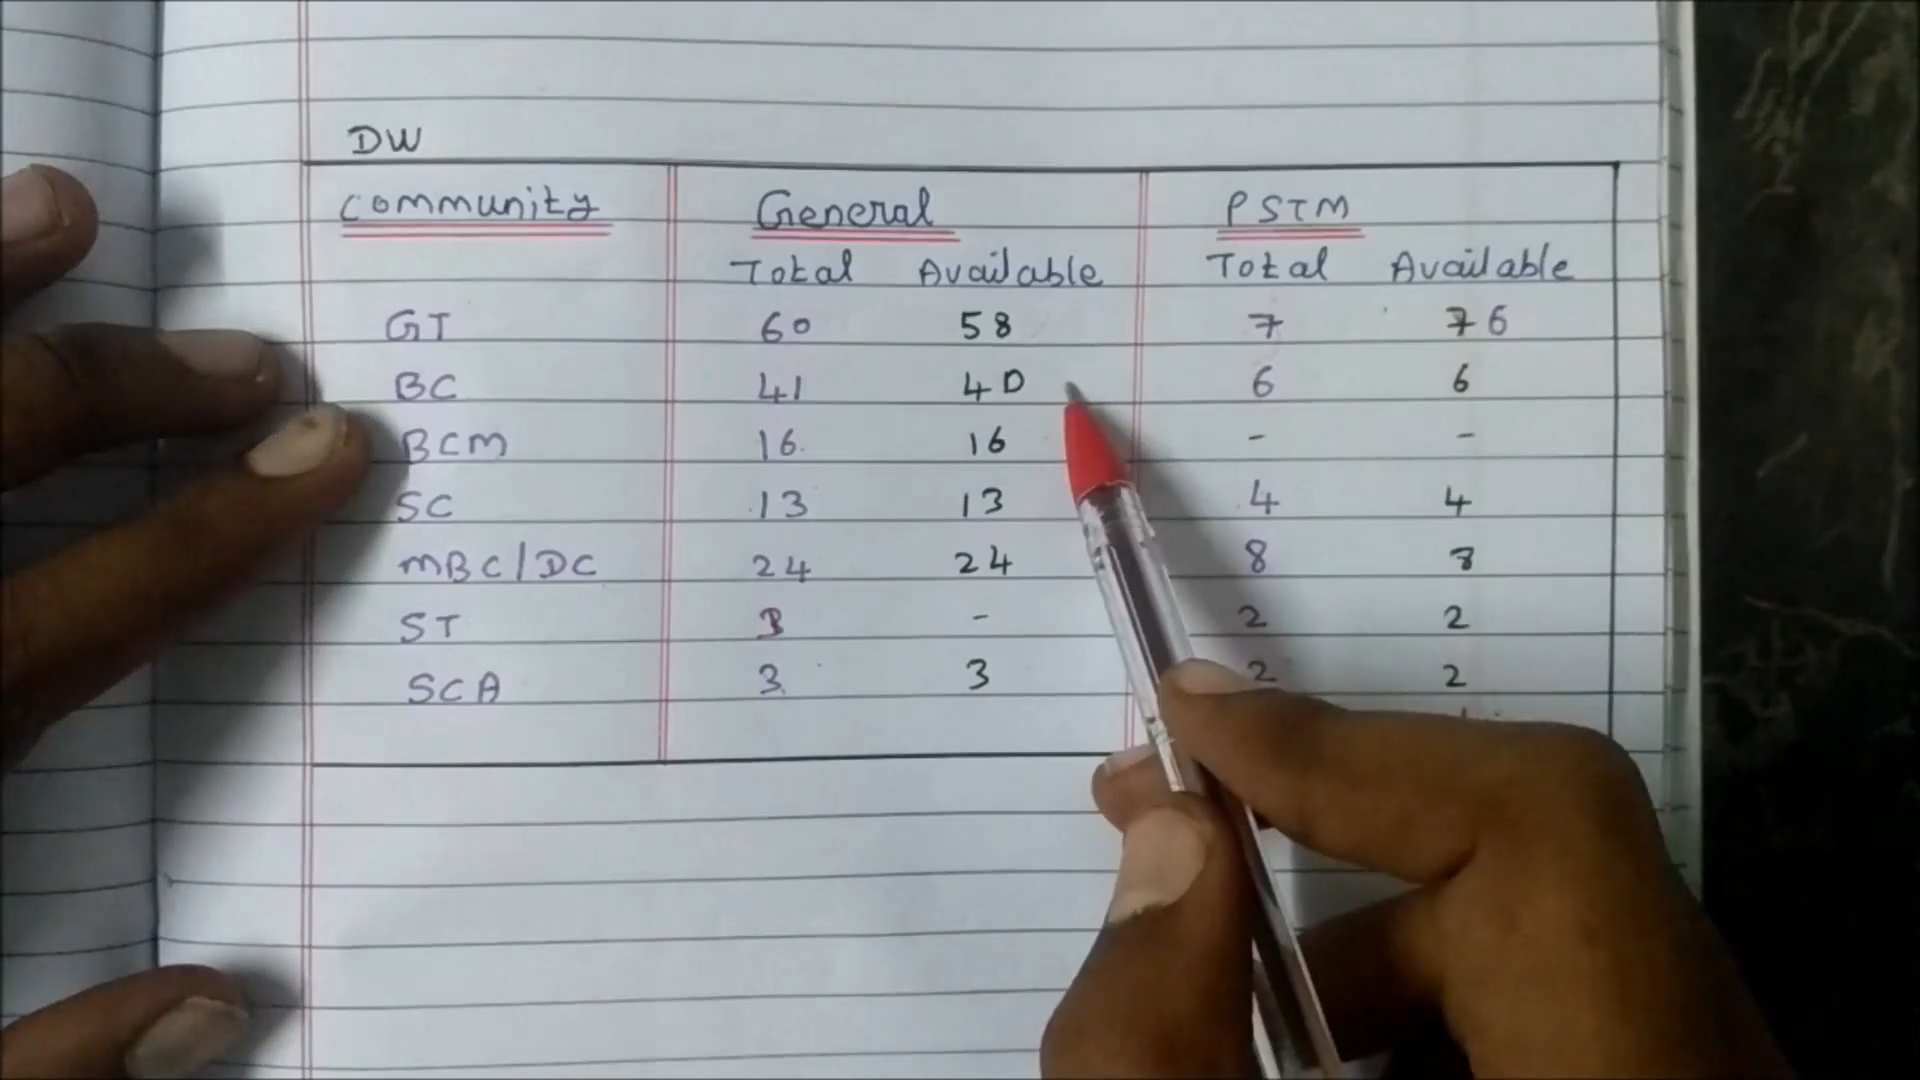 DW
Community General PSTM
Total Available Total Available
GT 60 58 7 6
BC 41 40 6 6
BCM 16 16 - -
SC 13 13 4 4
MBC/DC 24 24 8
ST 3 - 2 2
SCA 3 3 2 2